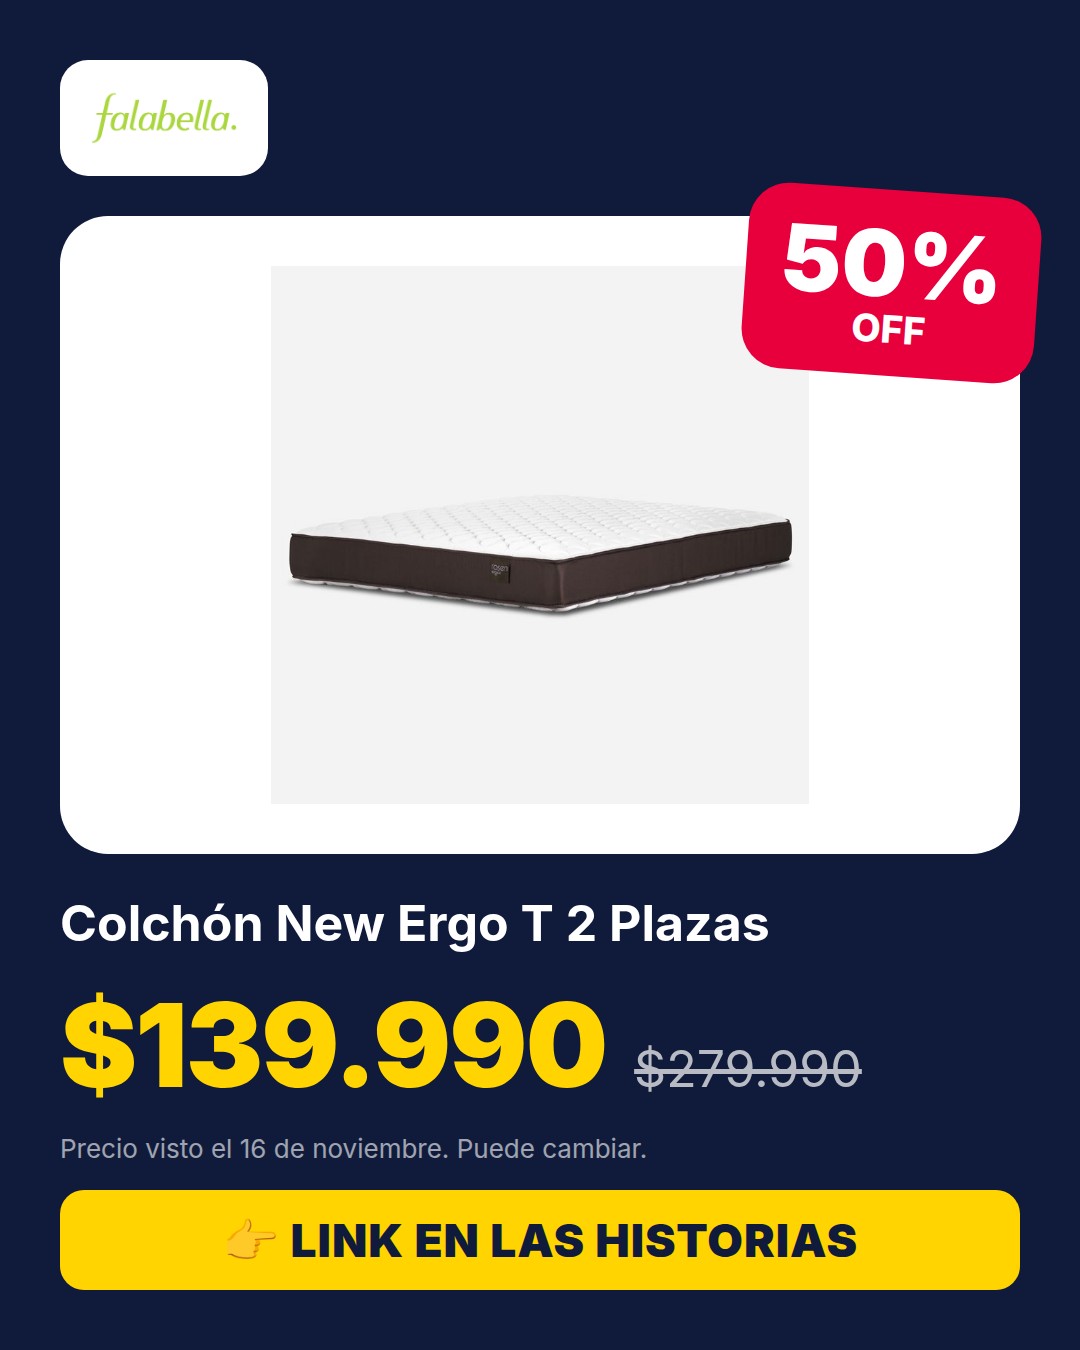 falabella.
50%
OFF
Colchón New Ergo T 2 Plazas
$139.990 $279.990
Precio visto el 16 de noviembre. Puede cambiar.
👉 LINK EN LAS HISTORIAS